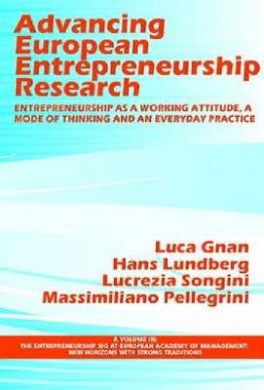 Advancing
European
Entrepreneurship
Research
ENTREPRENEURSHIP AS A WORKING ATTITUDE, A
MODE OF THINKING AND AN EVERYDAY PRACTICE
Luca Gnan
Hans Lundberg
Lucrezia Songini
Massimiliano Pellegrini
A VOLUME IN:
THE ENTREPRENEURSHIP SIG AT EUROPEAN ACADEMY OF MANAGEMENT:
NEW HORIZONS WITH STRONG TRADITIONS